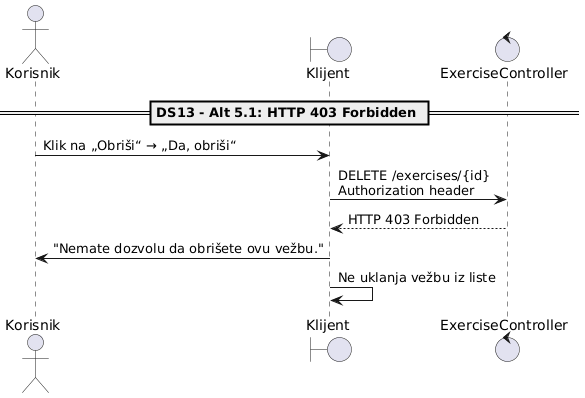 Korisnik
Klijent
ExerciseController
DS13 - Alt 5.1: HTTP 403 Forbidden
Klik na „Obriši“ → „Da, obriši“
DELETE /exercises/{id}
Authorization header
HTTP 403 Forbidden
"Nemate dozvolu da obrišete ovu vežbu."
Ne uklanja vežbu iz liste
Korisnik
Klijent
ExerciseController